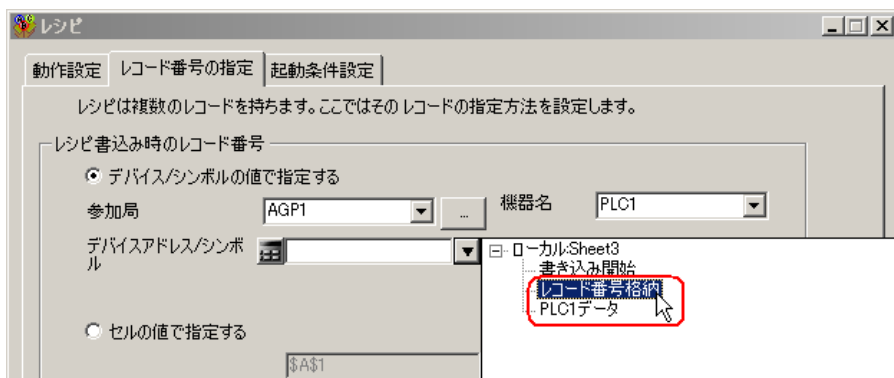 レシピ
動作設定 レコード番号の指定 起動条件設定
レシピは複数のレコードを持ちます。ここではそのレコードの指定方法を設定します。
レシピ書込み時のレコード番号
デバイス/シンボルの値で指定する
参加局 AGP1 ... 機器名 PLC1
デバイスアドレス/シンボ
ル
ローカル:Sheet3
書き込み開始
レコード番号格納
PLC1データ
セルの値で指定する
$A$1